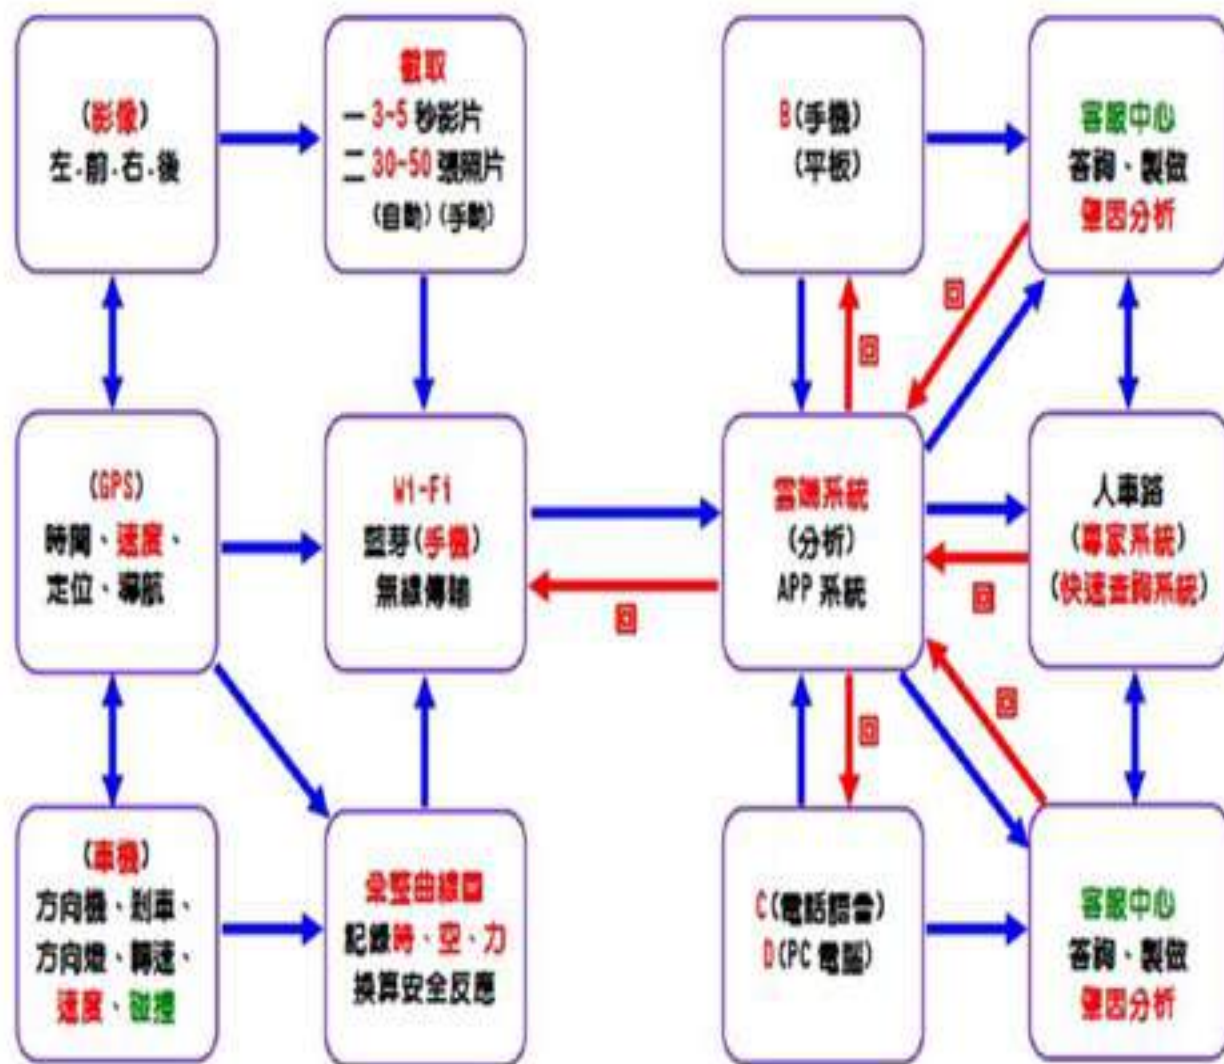 (影像)
左.前.右.後
截取
一 3-5 秒影片
二 30-50 張照片
(自動)(手動)
B(手機)
(平板)
客服中心
答詢、製做
肇因分析
回
回
(GPS)
時間、速度、
定位、導航
Wi-Fi
藍芽(手機)
無線傳輸
雲端系統
(分析)
APP 系統
人車路
(專家系統)
(快速查詢系統)
回
回
回
回
(車機)
方向機、剎車、
方向燈、轉速、
速度、碰撞
全整曲線圖
記錄時、空、力
換算安全反應
C(電話語音)
D(PC 電腦)
客服中心
答詢、製做
肇因分析